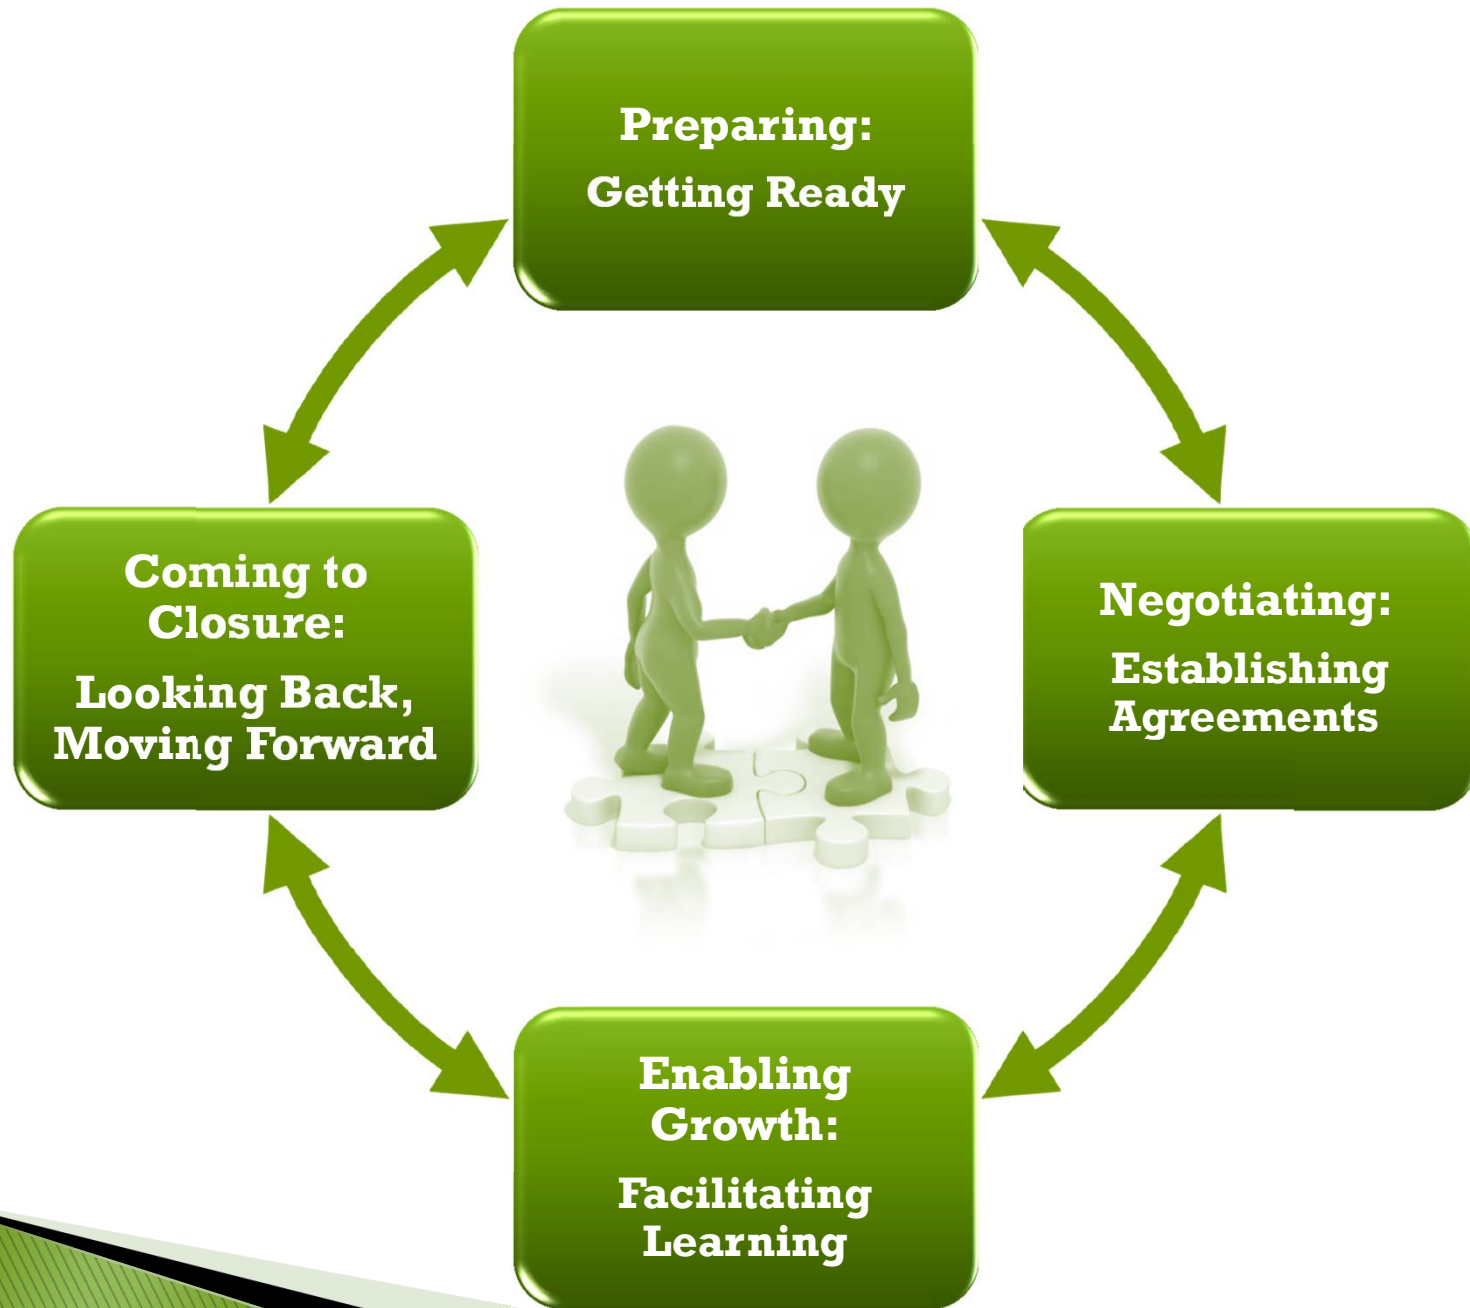 Preparing:
Getting Ready
Negotiating:
Establishing
Agreements
Enabling
Growth:
Facilitating
Learning
Coming to
Closure:
Looking Back,
Moving Forward